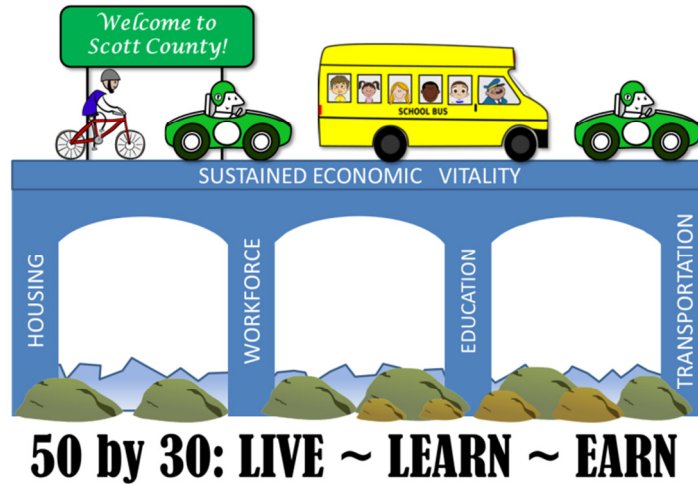 Welcome to
Scott County!
SCHOOL BUS
SUSTAINED ECONOMIC VITALITY
HOUSING
WORKFORCE
EDUCATION
TRANSPORTATION
50 by 30: LIVE ~ LEARN ~ EARN